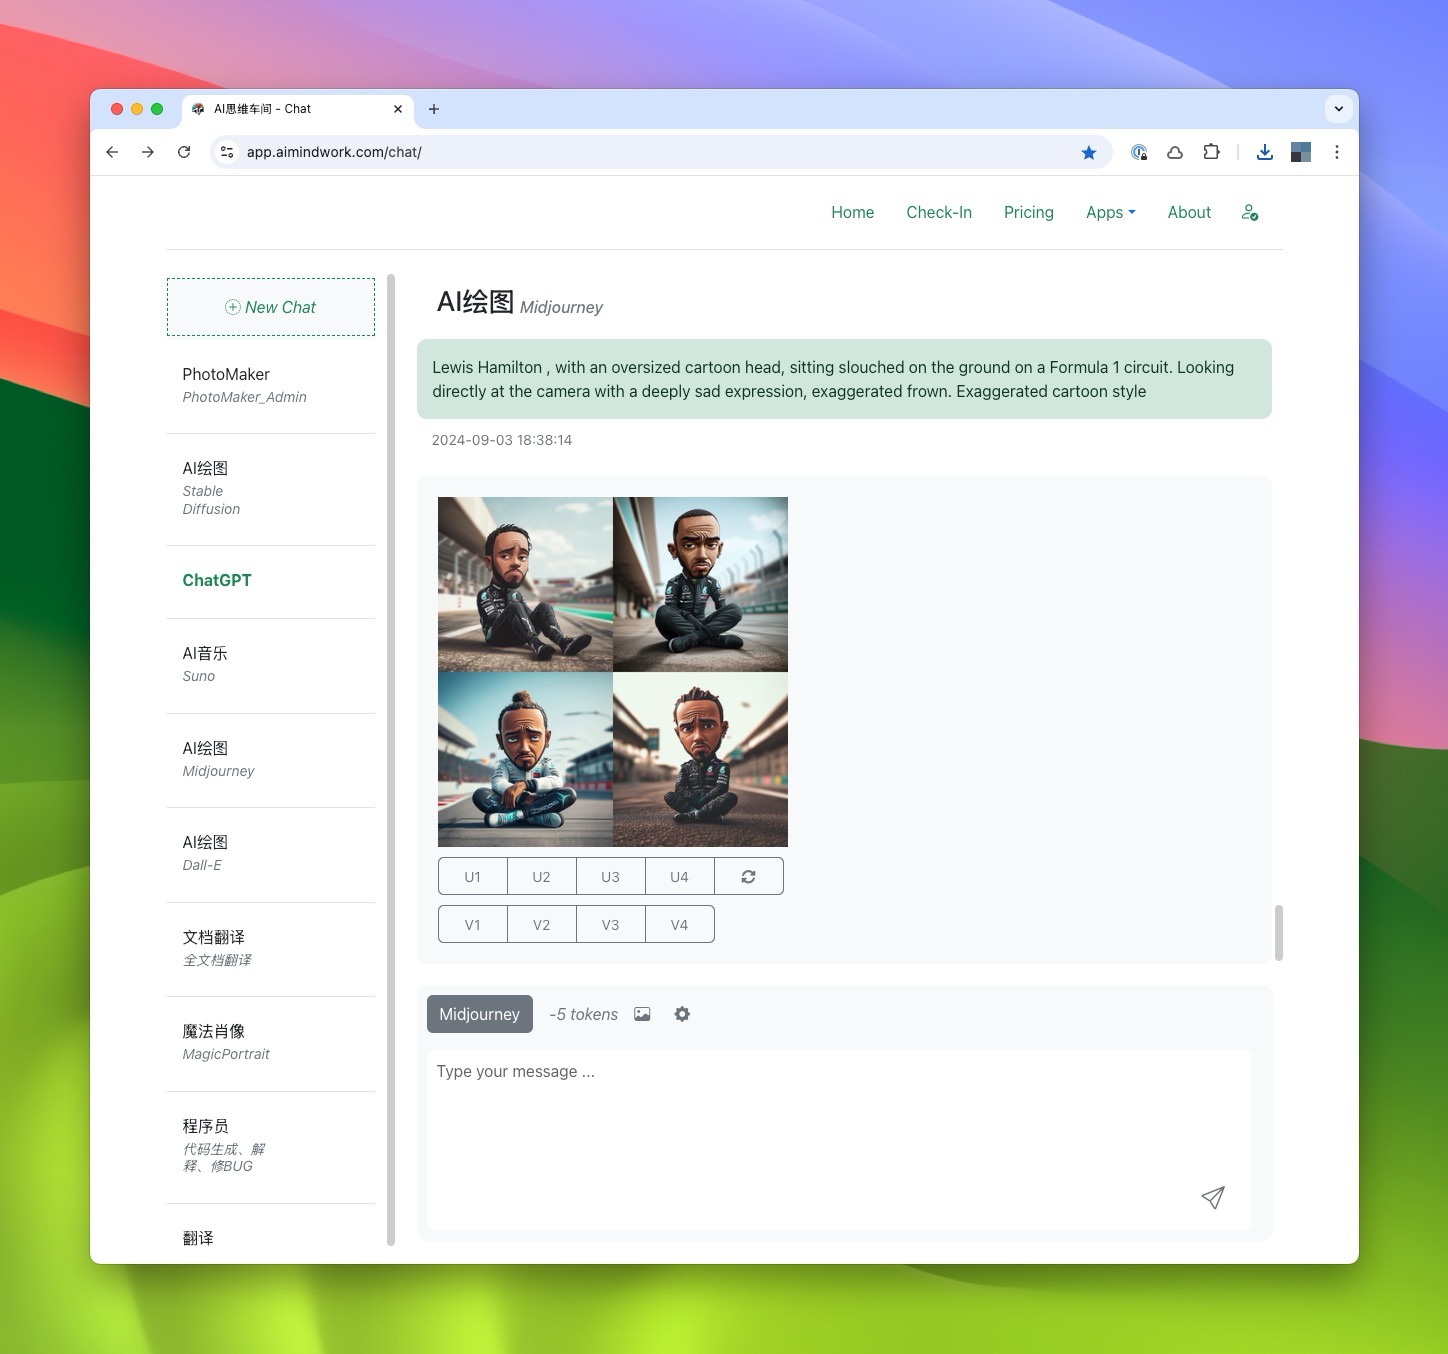 AI思维车间 - Chat
app.aimindwork.com/chat/
Home
Check-In
Pricing
Apps
About
New Chat
PhotoMaker
PhotoMaker_Admin
AI绘图
Stable
Diffusion
ChatGPT
AI音乐
Suno
AI绘图
Midjourney
AI绘图
Dall-E
文档翻译
全文档翻译
魔法肖像
MagicPortrait
程序员
代码生成、解
释、修BUG
翻译
AI绘图 Midjourney
Lewis Hamilton , with an oversized cartoon head, sitting slouched on the ground on a Formula 1 circuit. Looking
directly at the camera with a deeply sad expression, exaggerated frown. Exaggerated cartoon style
2024-09-03 18:38:14
U1
U2
U3
U4
V1
V2
V3
V4
Midjourney
-5 tokens
Type your message ...